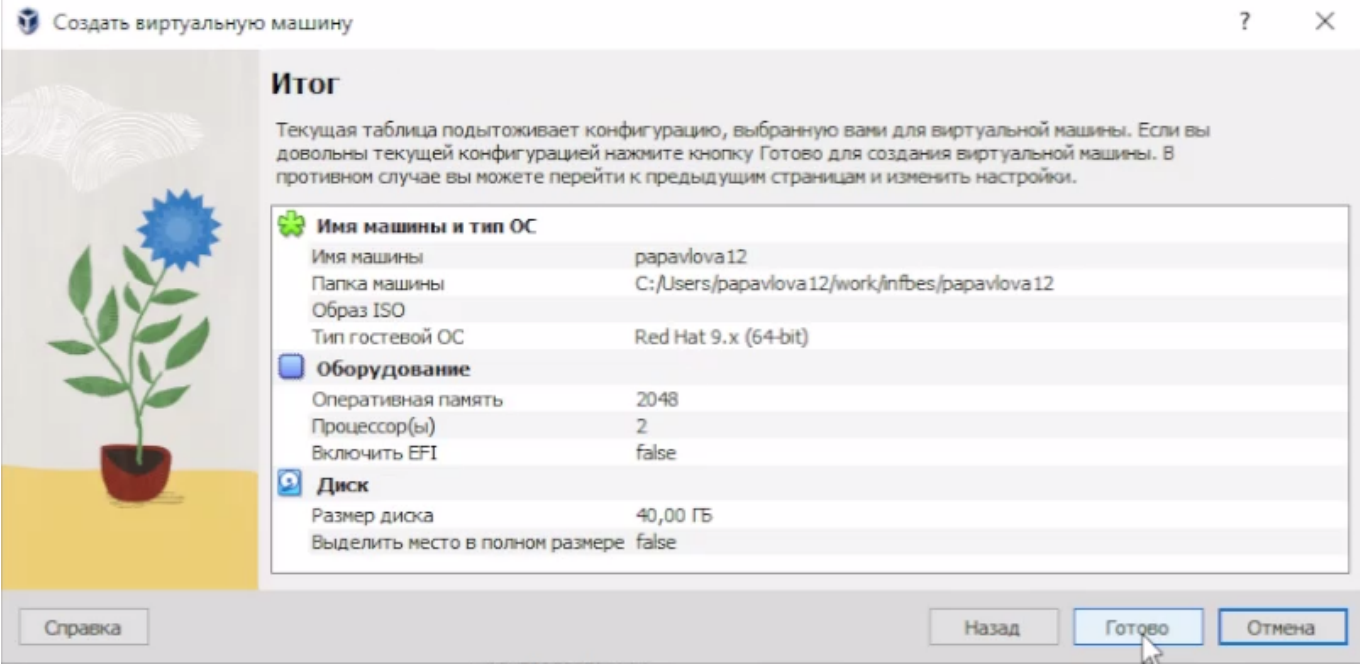 Создать виртуальную машину
?
Итог
Текущая таблица подытоживает конфигурацию, выбранную вами для виртуальной машины. Если вы
довольны текущей конфигурацией нажмите кнопку Готово для создания виртуальной машины. В
противном случае вы можете перейти к предыдущим страницам и изменить настройки.
Имя машины и тип ОС
Имя машины papavlova12
Папка машины C:/Users/papavlova12/work/infbes/papavlova12
Образ ISO
Тип гостевой ОС Red Hat 9.x (64-bit)
Оборудование
Оперативная память 2048
Процессор(ы) 2
Включить EFI false
Диск
Размер диска 40,00 ГБ
Выделить место в полном размере false
Справка Назад Готово Отмена